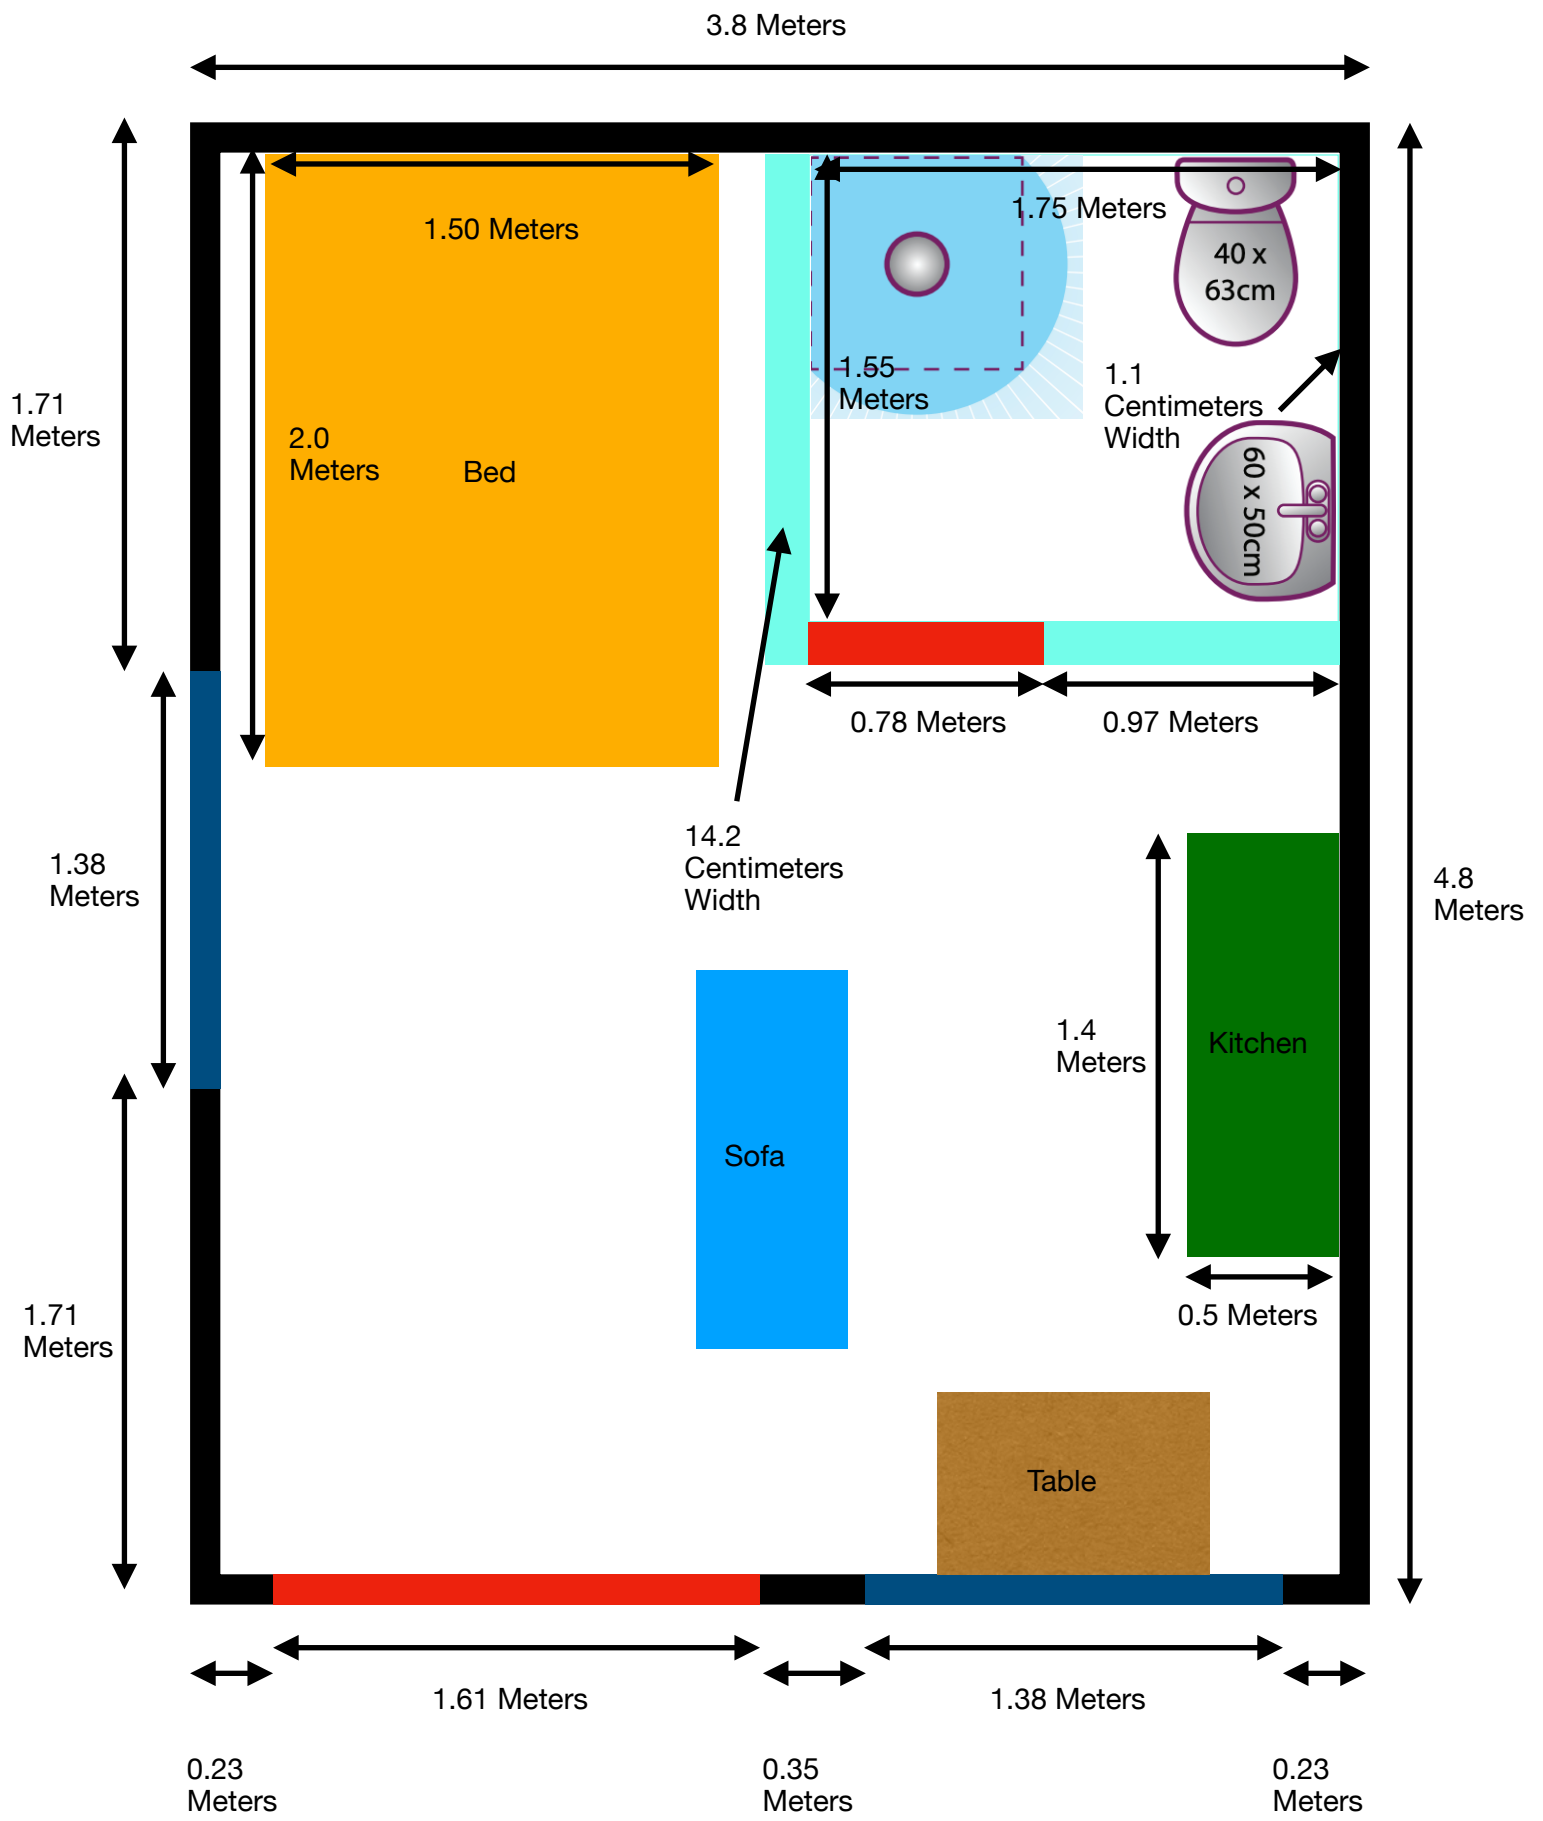 3.8 Meters
1.50 Meters
1.75 Meters
40 x
63cm
1.55
Meters
1.1
Centimeters
Width
1.71
Meters
2.0
Meters
Bed
60 x 50cm
0.78 Meters
0.97 Meters
14.2
Centimeters
Width
1.38
Meters
4.8
Meters
1.4
Meters
Kitchen
Sofa
0.5 Meters
1.71
Meters
Table
1.61 Meters
1.38 Meters
0.23
Meters
0.35
Meters
0.23
Meters